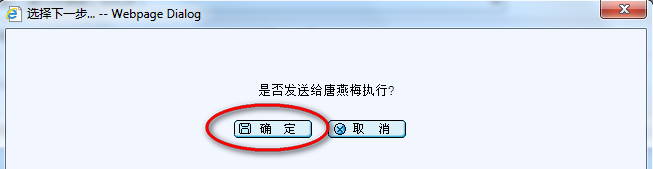 选择下一步... -- Webpage Dialog
是否发送给唐燕梅执行?
确 定 取 消